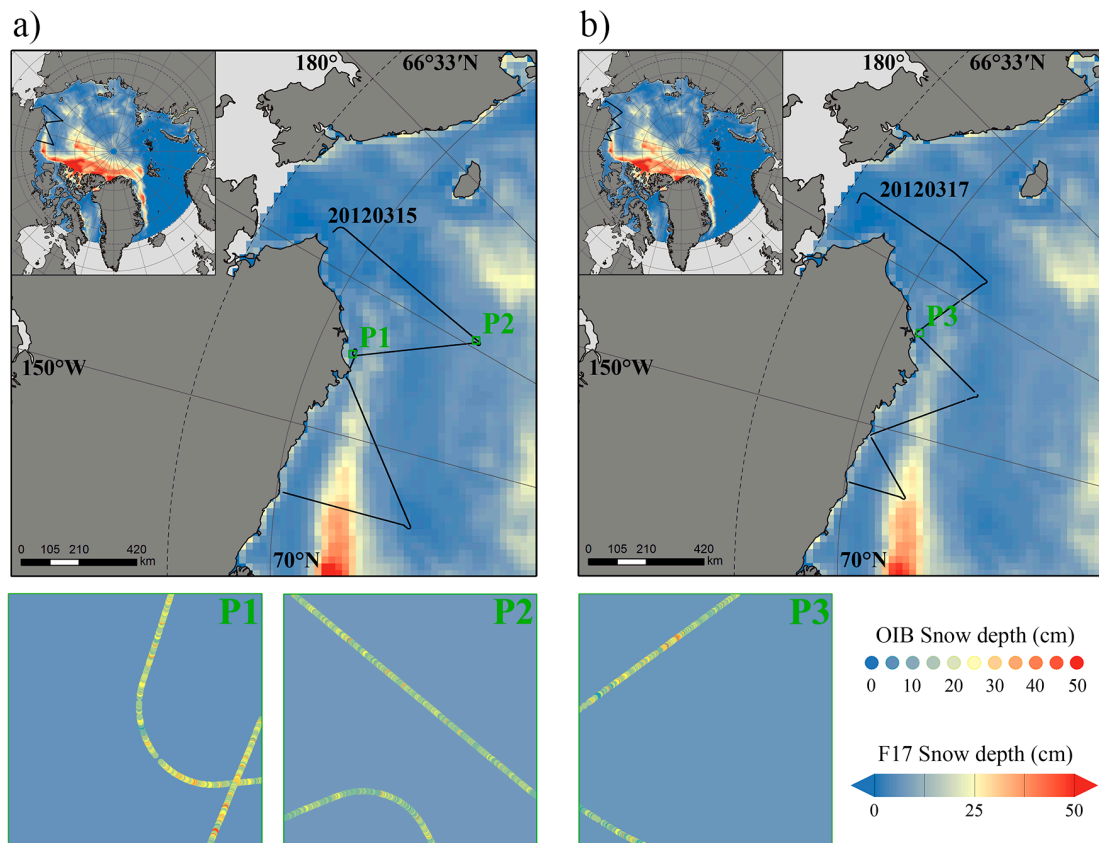 a)
180°
66°33'N
20120315
P1
P2
150°W
0 105 210 420
km
70°N
b)
180°
66°33'N
20120317
P3
150°W
0 105 210 420
km
70°N
P1
P2
P3
OIB Snow depth (cm)
0 10 20 30 40 50
F17 Snow depth (cm)
0 25 50